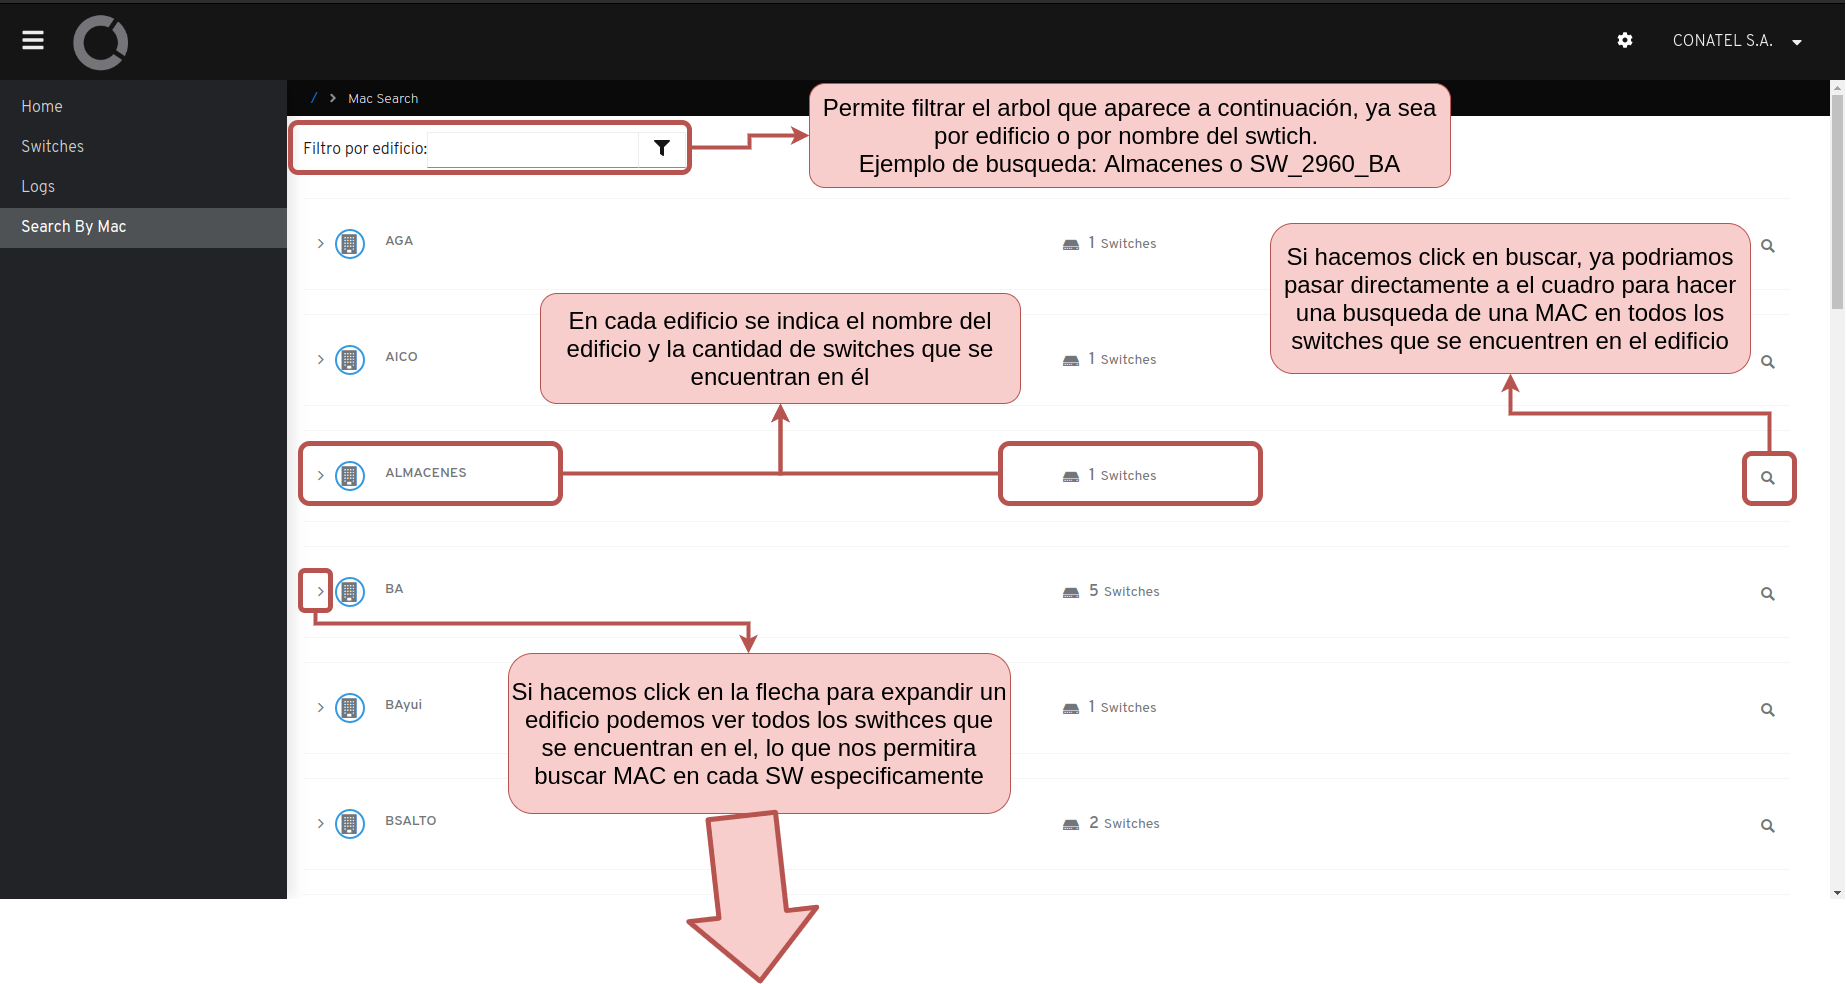 CONATEL S.A.
Home
Switches
Logs
Search By Mac
/ > Mac Search
Filtro por edificio:
Permite filtrar el arbol que aparece a continuación, ya sea
por edificio o por nombre del swtich.
Ejemplo de busqueda: Almacenes o SW_2960_BA
AGA
1 Switches
Si hacemos click en buscar, ya podriamos
pasar directamente a el cuadro para hacer
una busqueda de una MAC en todos los
switches que se encuentren en el edificio
En cada edificio se indica el nombre del
edificio y la cantidad de switches que se
encuentran en él
AICO
1 Switches
ALMACENES
1 Switches
BA
5 Switches
Si hacemos click en la flecha para expandir un
edificio podemos ver todos los swithces que
se encuentran en el, lo que nos permitira
buscar MAC en cada SW especificamente
BAyui
1 Switches
BSALTO
2 Switches